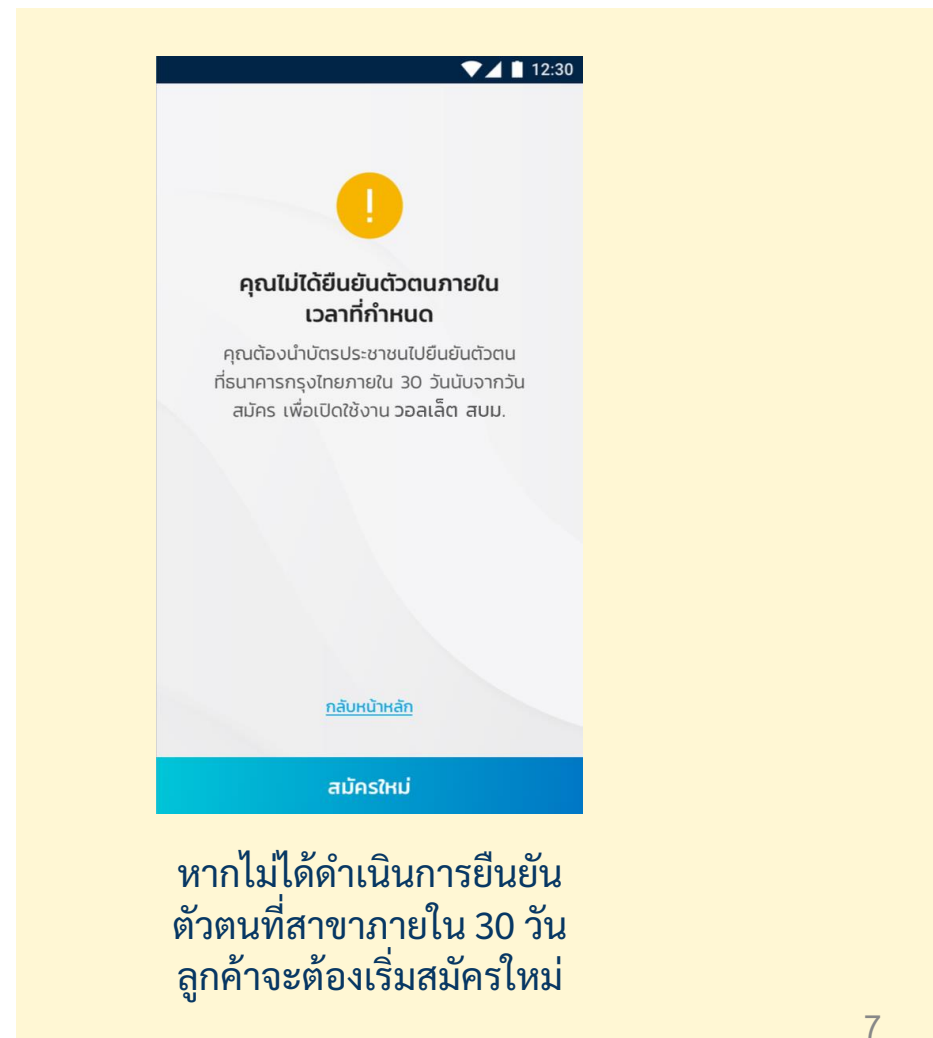 12:30
!
คุณไม่ได้ยืนยันตัวตนภายใน
เวลาที่กำหนด
คุณต้องนำบัตรประชาชนไปยืนยันตัวตน
ที่ธนาคารกรุงไทยภายใน 30 วันนับจากวัน
สมัคร เพื่อเปิดใช้งาน วอลเล็ต สบม.
กลับหน้าหลัก
สมัครใหม่
หากไม่ได้ดำเนินการยืนยัน
ตัวตนที่สาขาภายใน 30 วัน
ลูกค้าจะต้องเริ่มสมัครใหม่
7